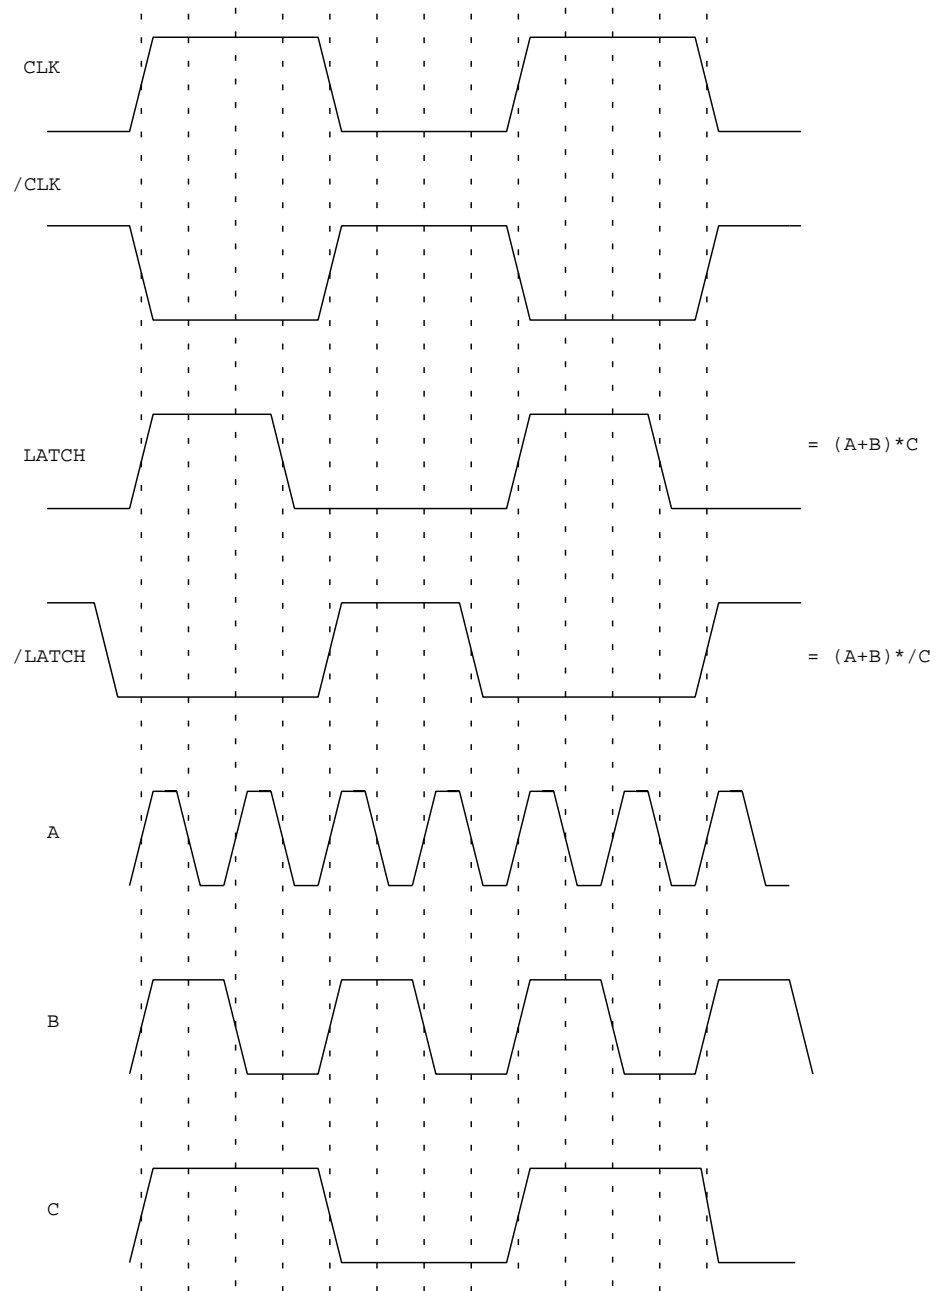 CLK
/CLK
LATCH
= (A+B)*C
/LATCH
= (A+B)*/C
A
B
C